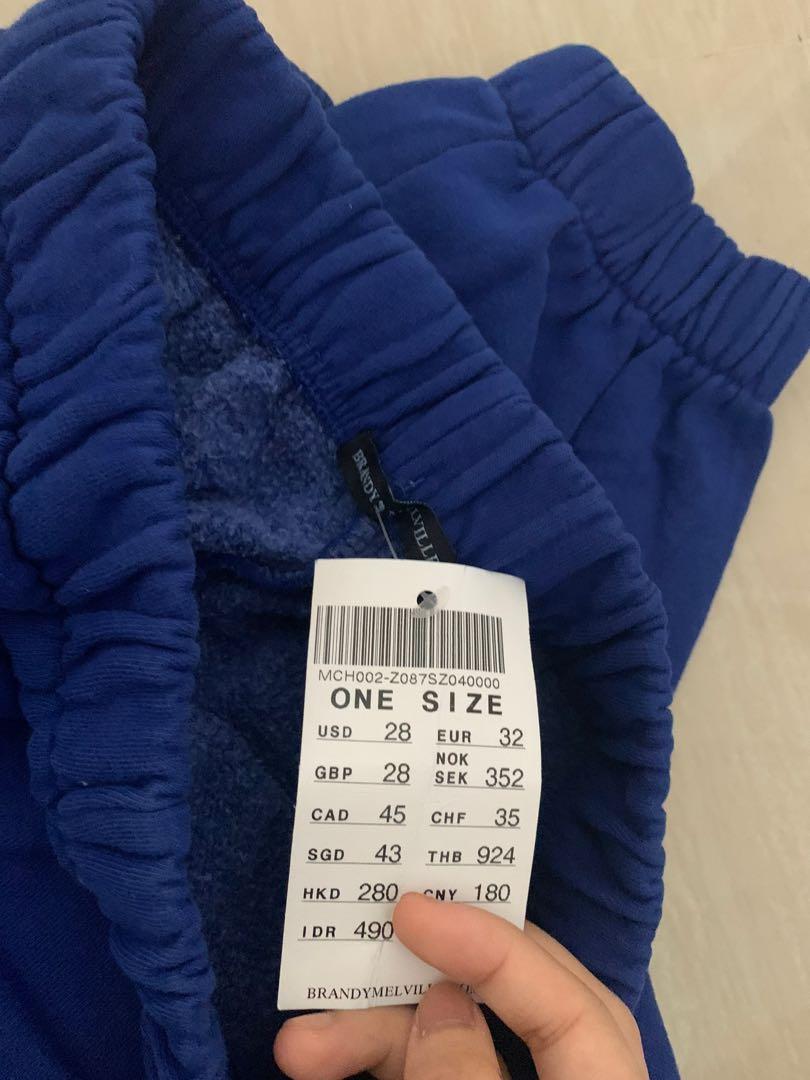 BRANDY
MCH002-Z087SZ040000
ONE SIZE
USD 28 EUR 32
NOK
GBP 28 SEK 352
CAD 45 CHF 35
SGD 43 THB 924
HKD 280 CNY 180
IDR 490